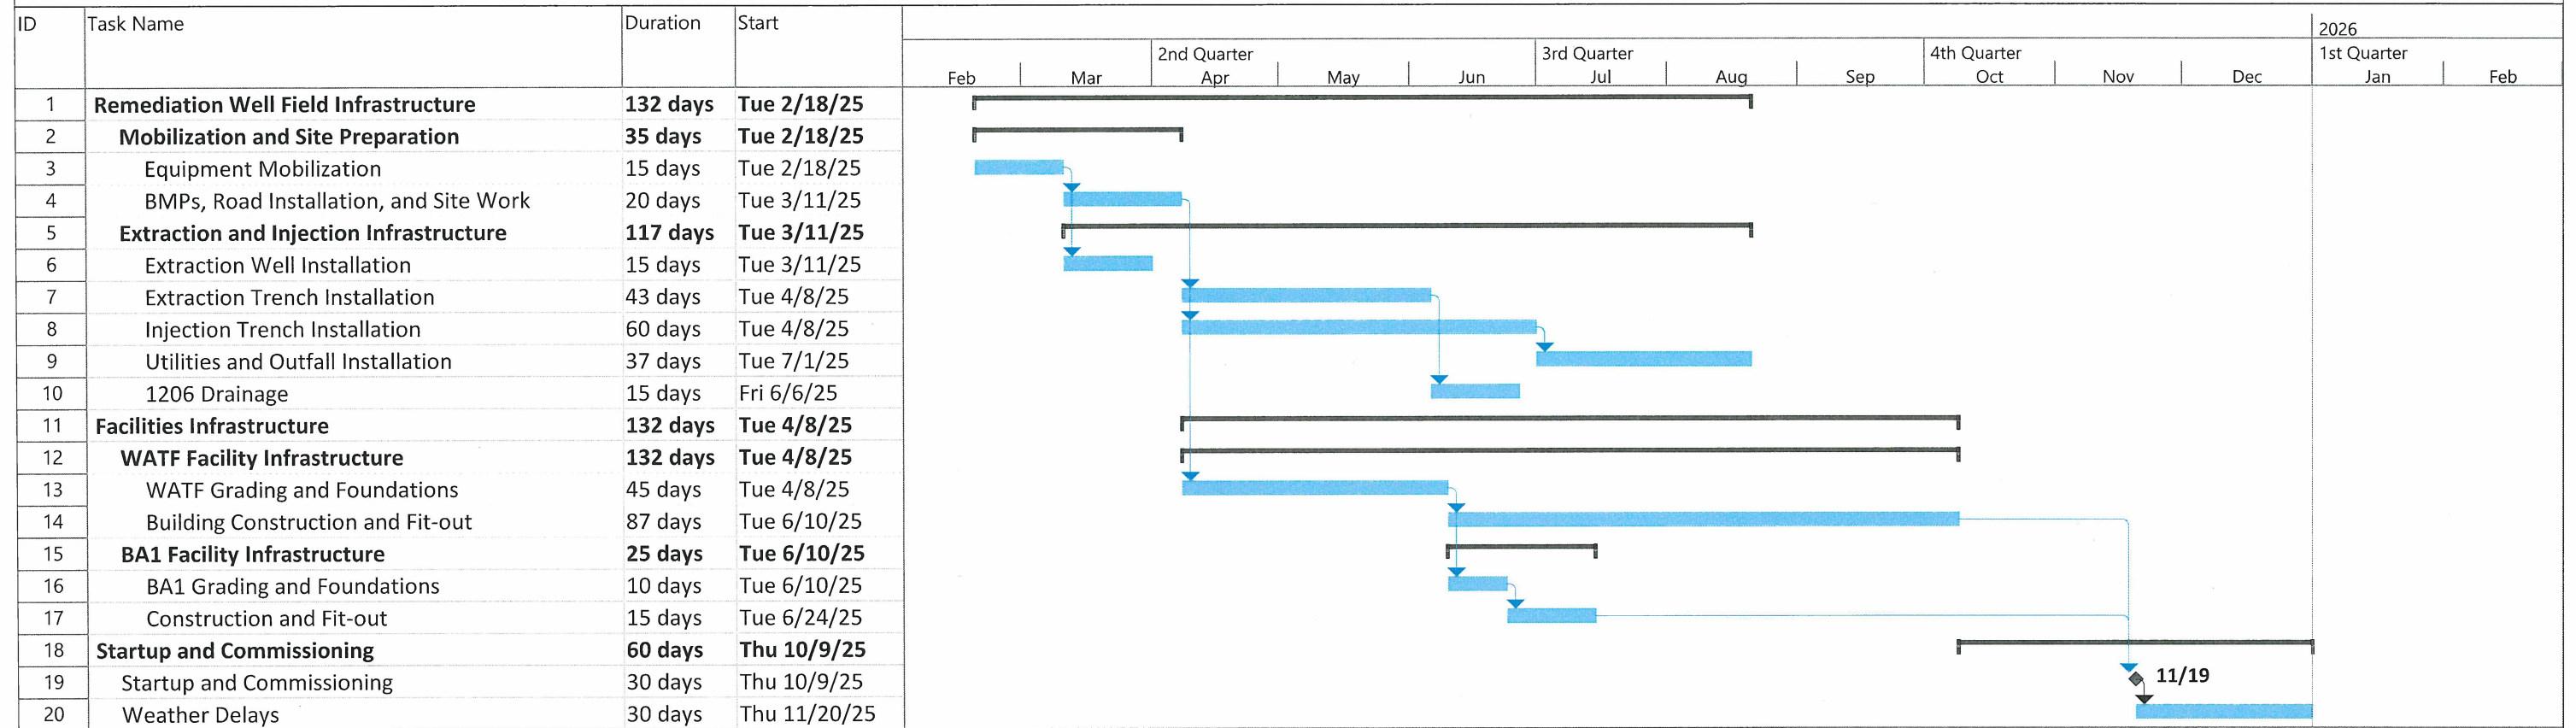 ID Task Name Duration Start
2026
2nd Quarter 3rd Quarter 4th Quarter 1st Quarter
Feb Mar Apr May Jun Jul Aug Sep Oct Nov Dec Jan Feb
1 Remediation Well Field Infrastructure 132 days Tue 2/18/25
2 Mobilization and Site Preparation 35 days Tue 2/18/25
3 Equipment Mobilization 15 days Tue 2/18/25
4 BMPs, Road Installation, and Site Work 20 days Tue 3/11/25
5 Extraction and Injection Infrastructure 117 days Tue 3/11/25
6 Extraction Well Installation 15 days Tue 3/11/25
7 Extraction Trench Installation 43 days Tue 4/8/25
8 Injection Trench Installation 60 days Tue 4/8/25
9 Utilities and Outfall Installation 37 days Tue 7/1/25
10 1206 Drainage 15 days Fri 6/6/25
11 Facilities Infrastructure 132 days Tue 4/8/25
12 WATF Facility Infrastructure 132 days Tue 4/8/25
13 WATF Grading and Foundations 45 days Tue 4/8/25
14 Building Construction and Fit-out 87 days Tue 6/10/25
15 BA1 Facility Infrastructure 25 days Tue 6/10/25
16 BA1 Grading and Foundations 10 days Tue 6/10/25
17 Construction and Fit-out 15 days Tue 6/24/25
18 Startup and Commissioning 60 days Thu 10/9/25
19 Startup and Commissioning 30 days Thu 10/9/25 11/19
20 Weather Delays 30 days Thu 11/20/25